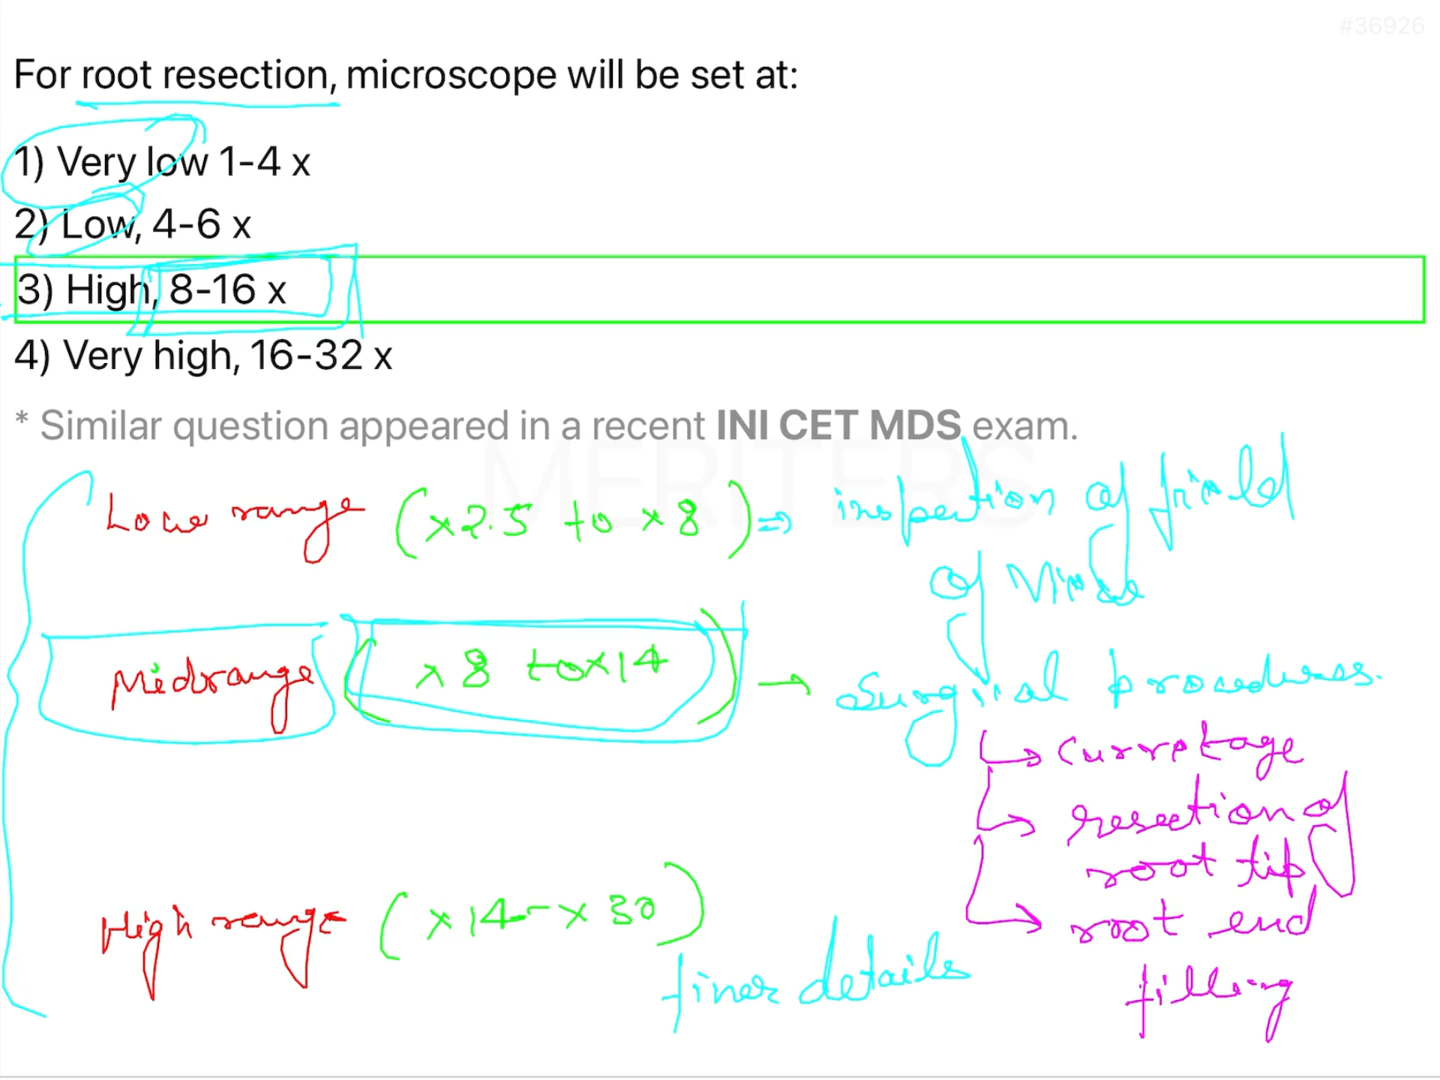 #36926
For root resection, microscope will be set at:
1) Very low 1-4 x
2) Low, 4-6 x
3) High, 8-16 x
4) Very high, 16-32 x
* Similar question appeared in a recent INI CET MDS exam.
MERITERS
Low range (x2.5 to x8) ⇒ inspection of field
of view
Midrange (x8 to x14) → Surgical procedures.
↳ curretage
↳ resection of
root tip
↳ root end
filling
High range (x14-x30)
finer details